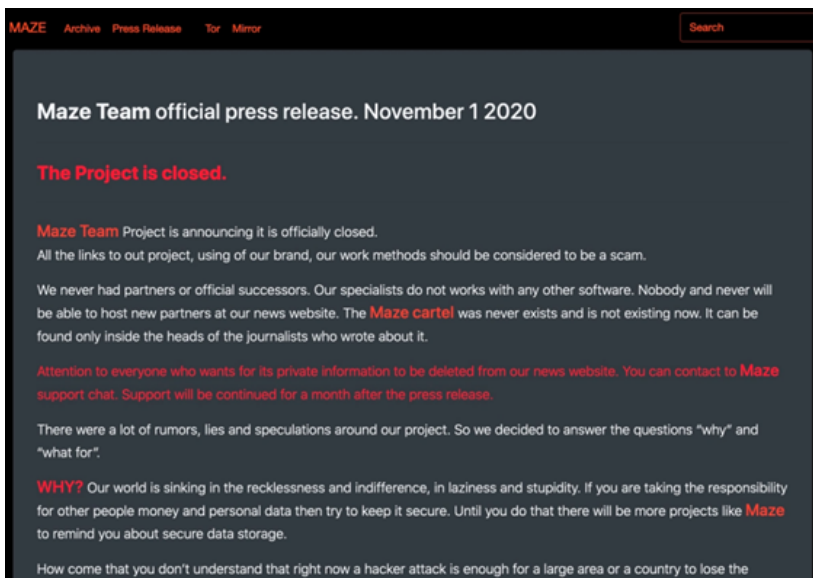 MAZE Archive Press Release Tor Mirror Search
Maze Team official press release. November 1 2020
The Project is closed.
Maze Team Project is announcing it is officially closed.
All the links to out project, using of our brand, our work methods should be considered to be a scam.
We never had partners or official successors. Our specialists do not works with any other software. Nobody and never will
be able to host new partners at our news website. The Maze cartel was never exists and is not existing now. It can be
found only inside the heads of the journalists who wrote about it.
Attention to everyone who wants for its private information to be deleted from our news website. You can contact to Maze
support chat. Support will be continued for a month after the press release.
There were a lot of rumors, lies and speculations around our project. So we decided to answer the questions “why” and
“what for”.
WHY? Our world is sinking in the recklessness and indifference, in laziness and stupidity. If you are taking the responsibility
for other people money and personal data then try to keep it secure. Until you do that there will be more projects like Maze
to remind you about secure data storage.
How come that you don’t understand that right now a hacker attack is enough for a large area or a country to lose the